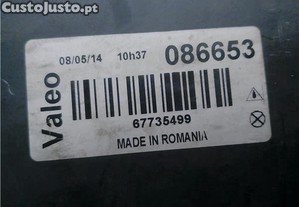 CustoJusto.pt
Valeo
08/05/14 10h37 086653
67735499
MADE IN ROMANIA